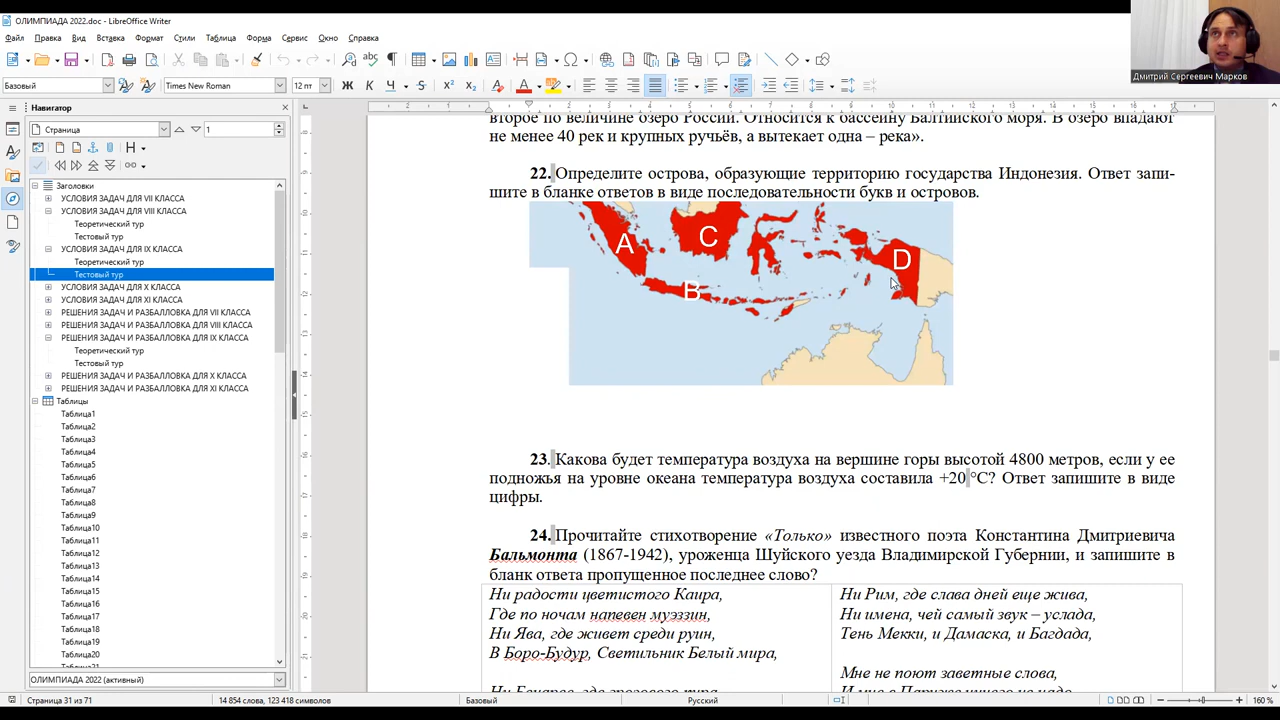 ОЛИМПИАДА 2022.doc - LibreOffice Writer
Файл Правка Вид Вставка Формат Стили Таблица Форма Сервис Окно Справка
Базовый
Times New Roman
12 пт
Ж К Ч S
Дмитрий Сергеевич Марков
Навигатор
Страница
1
Заголовки
УСЛОВИЯ ЗАДАЧ ДЛЯ VII КЛАССА
УСЛОВИЯ ЗАДАЧ ДЛЯ VIII КЛАССА
Теоретический тур
Тестовый тур
УСЛОВИЯ ЗАДАЧ ДЛЯ IX КЛАССА
Теоретический тур
Тестовый тур
УСЛОВИЯ ЗАДАЧ ДЛЯ X КЛАССА
УСЛОВИЯ ЗАДАЧ ДЛЯ XI КЛАССА
РЕШЕНИЯ ЗАДАЧ И РАЗБАЛЛОВКА ДЛЯ VII КЛАССА
РЕШЕНИЯ ЗАДАЧ И РАЗБАЛЛОВКА ДЛЯ VIII КЛАССА
РЕШЕНИЯ ЗАДАЧ И РАЗБАЛЛОВКА ДЛЯ IX КЛАССА
Теоретический тур
Тестовый тур
РЕШЕНИЯ ЗАДАЧ И РАЗБАЛЛОВКА ДЛЯ X КЛАССА
РЕШЕНИЯ ЗАДАЧ И РАЗБАЛЛОВКА ДЛЯ XI КЛАССА
Таблицы
Таблица1
Таблица2
Таблица3
Таблица4
Таблица5
Таблица6
Таблица7
Таблица8
Таблица9
Таблица10
Таблица11
Таблица12
Таблица13
Таблица14
Таблица15
Таблица16
Таблица17
Таблица18
Таблица19
Таблица20
Таблица21
ОЛИМПИАДА 2022 (активный)
второе по величине озеро России. Относится к бассейну Балтийского моря. В озеро впадают
не менее 40 рек и крупных ручьёв, а вытекает одна – река».
22. Определите острова, образующие территорию государства Индонезия. Ответ запи-
шите в бланке ответов в виде последовательности букв и островов.
A
C
D
B
23. Какова будет температура воздуха на вершине горы высотой 4800 метров, если у ее
подножья на уровне океана температура воздуха составила +20 °С? Ответ запишите в виде
цифры.
24. Прочитайте стихотворение «Только» известного поэта Константина Дмитриевича
Бальмонта (1867-1942), уроженца Шуйского уезда Владимирской Губернии, и запишите в
бланк ответа пропущенное последнее слово?
Ни радости цветистого Каира,
Где по ночам напевен муэззин,
Ни Ява, где живет среди руин,
В Боро-Будур, Светильник Белый мира,
Ни Рим, где слава дней еще жива,
Ни имена, чей самый звук – услада,
Тень Мекки, и Дамаска, и Багдада,
Мне не поют заветные слова,
Страница 31 из 71
14 854 слова, 123 418 символов
Базовый
Русский
160 %